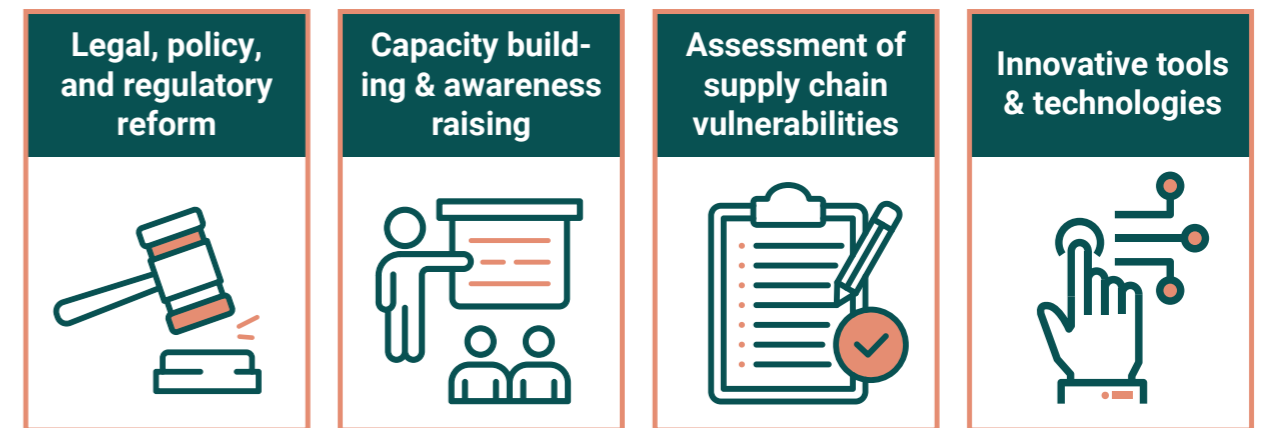 Legal, policy,
and regulatory
reform
Capacity build-
ing & awareness
raising
Assessment of
supply chain
vulnerabilities
Innovative tools
& technologies